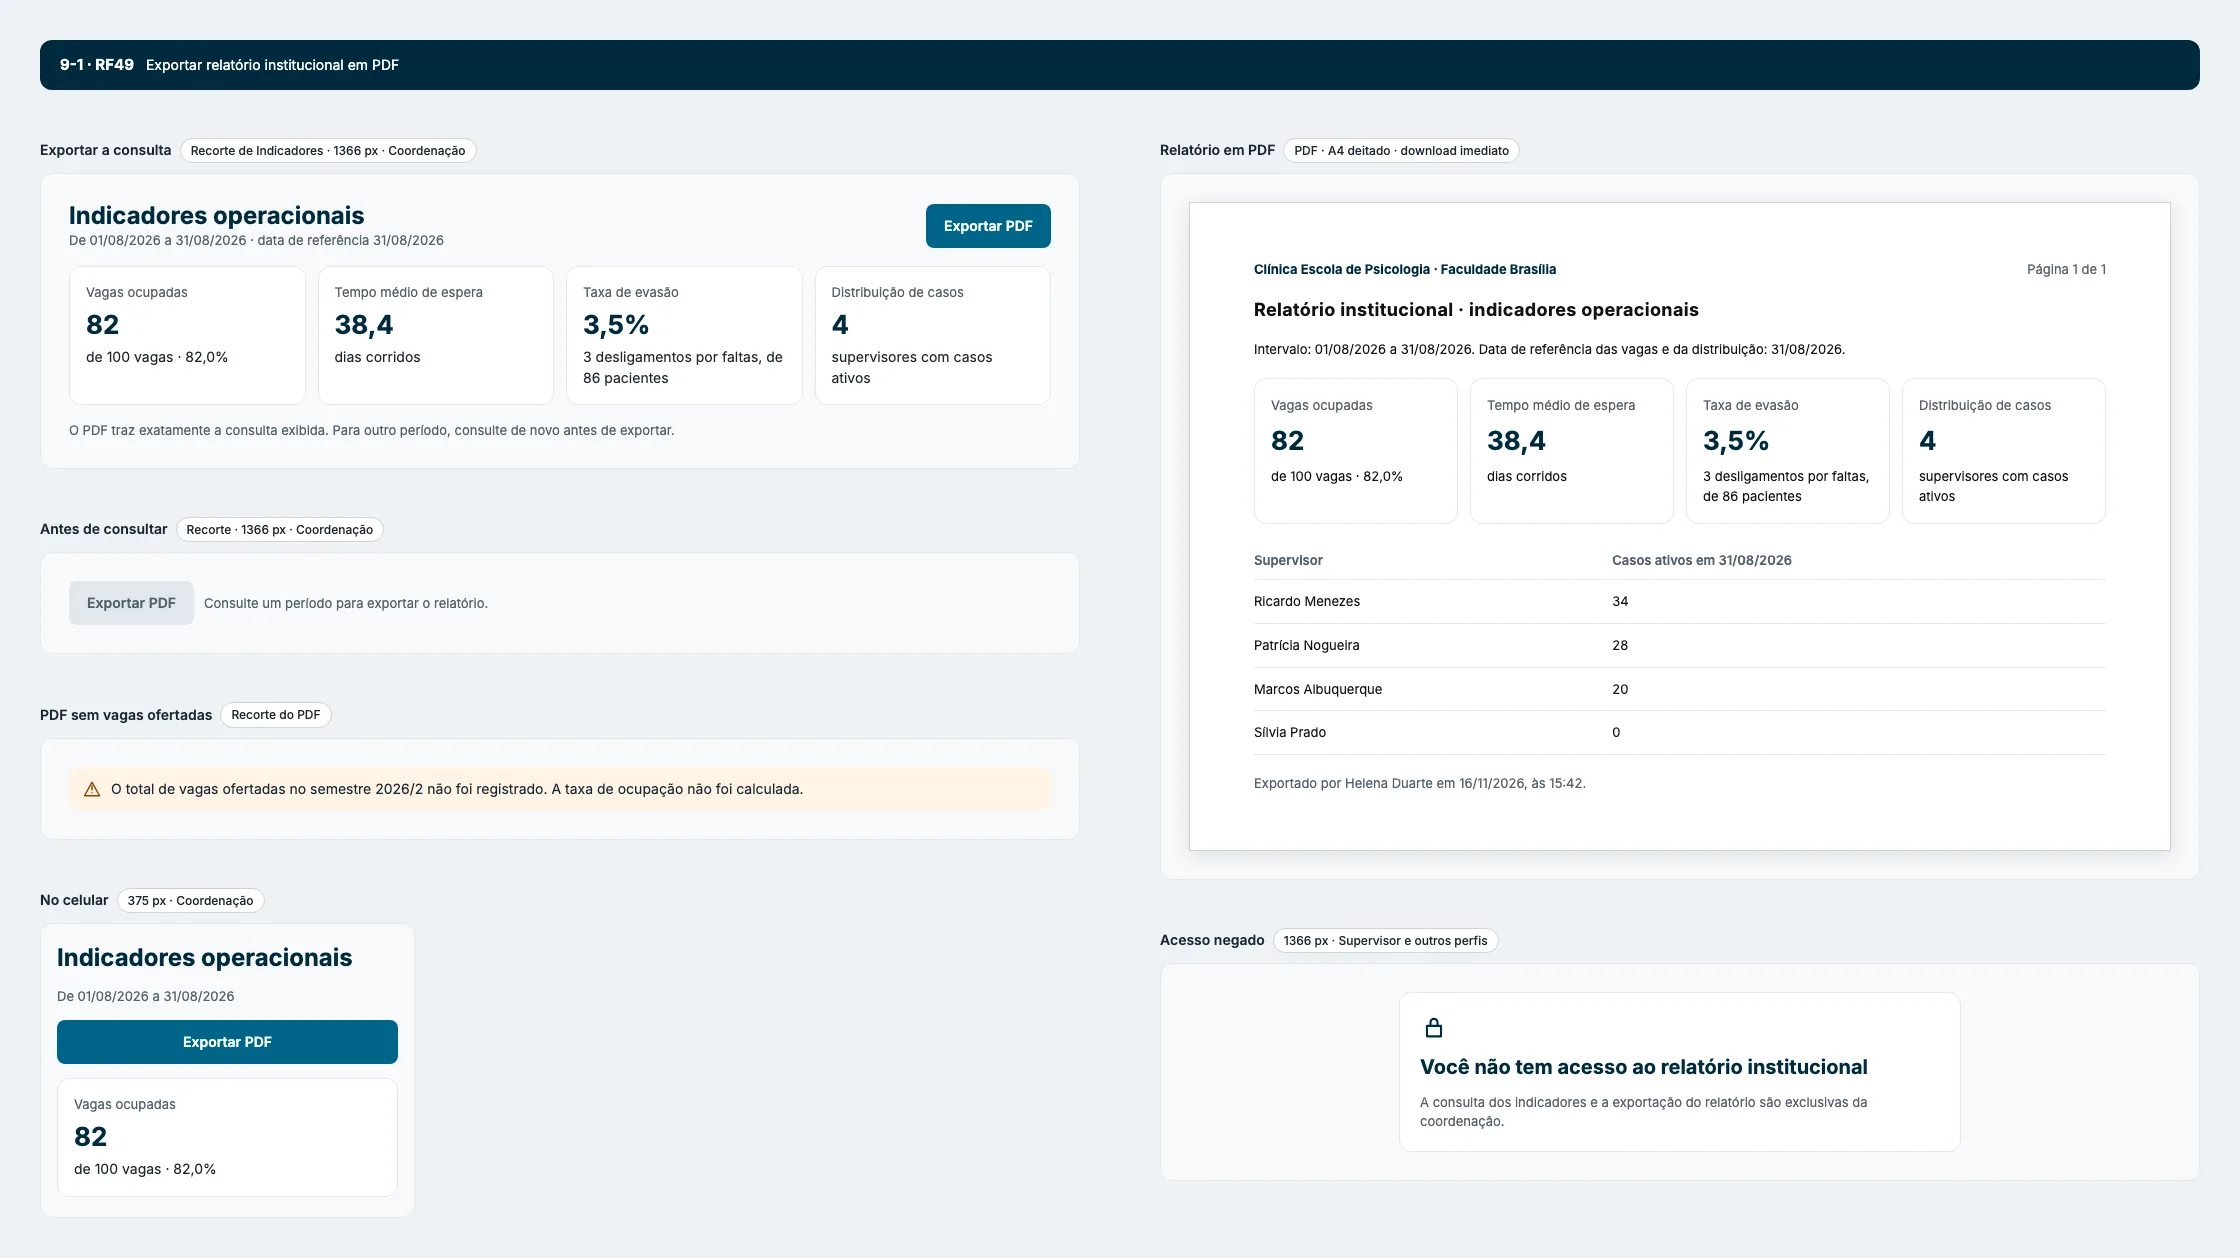 9-1 · RF49 Exportar relatório institucional em PDF
Exportar a consulta Recorte de Indicadores · 1366 px · Coordenação
Indicadores operacionais
De 01/08/2026 a 31/08/2026 · data de referência 31/08/2026
Exportar PDF
Vagas ocupadas
82
de 100 vagas · 82,0%
Tempo médio de espera
38,4
dias corridos
Taxa de evasão
3,5%
3 desligamentos por faltas, de
86 pacientes
Distribuição de casos
4
supervisores com casos
ativos
O PDF traz exatamente a consulta exibida. Para outro período, consulte de novo antes de exportar.
Antes de consultar Recorte · 1366 px · Coordenação
Exportar PDF Consulte um período para exportar o relatório.
PDF sem vagas ofertadas Recorte do PDF
O total de vagas ofertadas no semestre 2026/2 não foi registrado. A taxa de ocupação não foi calculada.
No celular 375 px · Coordenação
Indicadores operacionais
De 01/08/2026 a 31/08/2026
Exportar PDF
Vagas ocupadas
82
de 100 vagas · 82,0%
Relatório em PDF PDF · A4 deitado · download imediato
Clínica Escola de Psicologia · Faculdade Brasília Página 1 de 1
Relatório institucional · indicadores operacionais
Intervalo: 01/08/2026 a 31/08/2026. Data de referência das vagas e da distribuição: 31/08/2026.
Vagas ocupadas
82
de 100 vagas · 82,0%
Tempo médio de espera
38,4
dias corridos
Taxa de evasão
3,5%
3 desligamentos por faltas,
de 86 pacientes
Distribuição de casos
4
supervisores com casos
ativos
Supervisor Casos ativos em 31/08/2026
Ricardo Menezes 34
Patrícia Nogueira 28
Marcos Albuquerque 20
Sílvia Prado 0
Exportado por Helena Duarte em 16/11/2026, às 15:42.
Acesso negado 1366 px · Supervisor e outros perfis
Você não tem acesso ao relatório institucional
A consulta dos indicadores e a exportação do relatório são exclusivas da
coordenação.